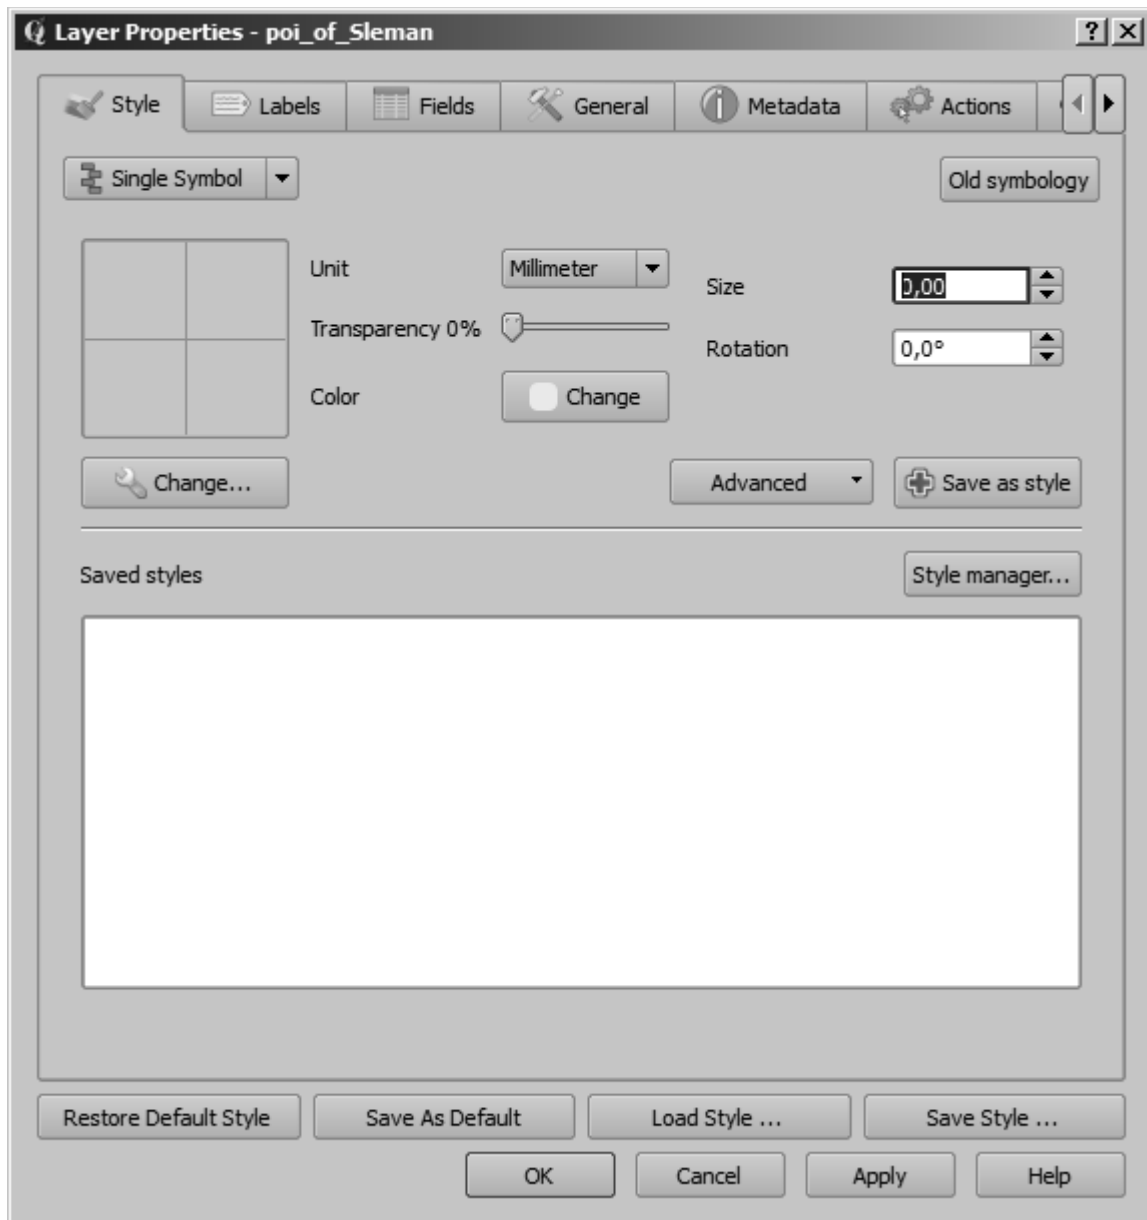 Layer Properties - poi_of_Sleman
Style Labels Fields General Metadata Actions
Single Symbol Old symbology
Unit Millimeter Size 0,00
Transparency 0% Rotation 0,0°
Color Change
Change... Advanced Save as style
Saved styles Style manager...
Restore Default Style Save As Default Load Style ... Save Style ...
OK Cancel Apply Help